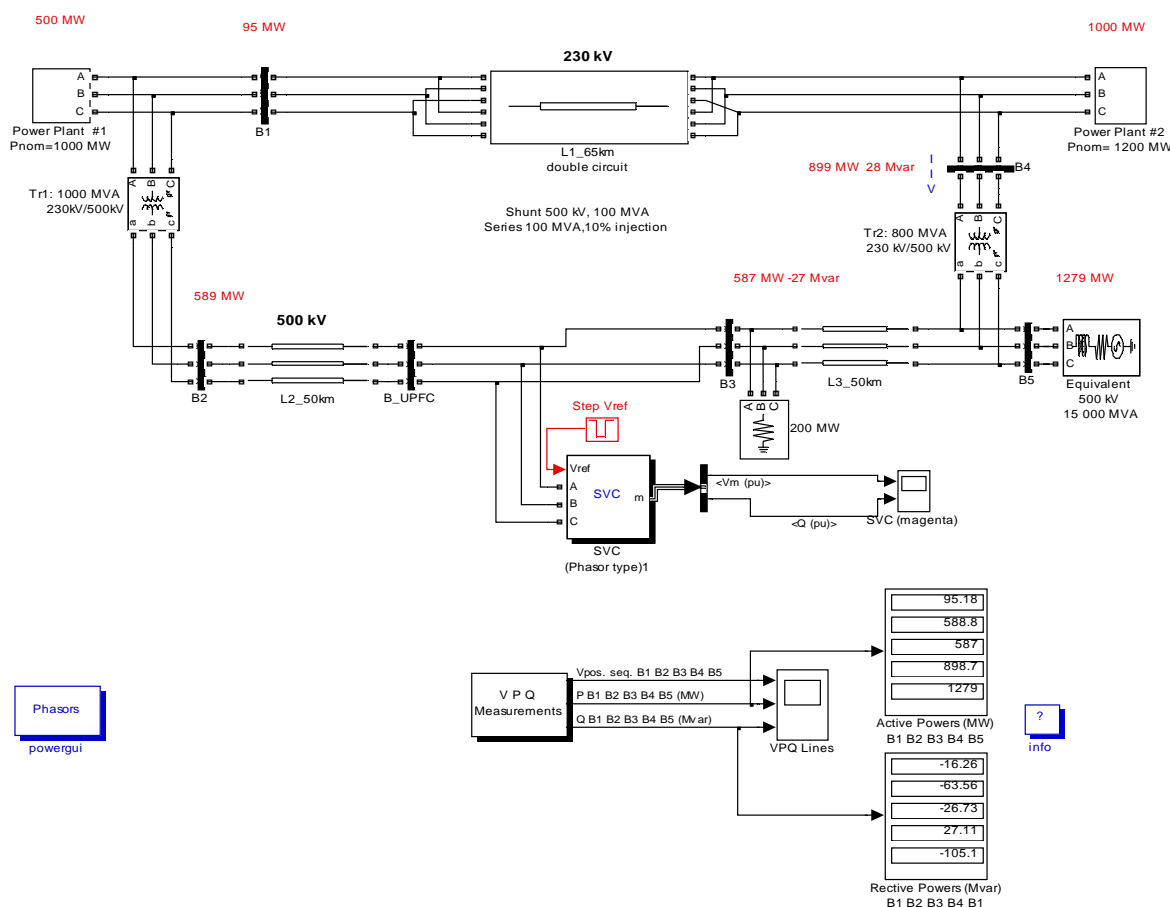 500 MW
95 MW
1000 MW
230 kV
A
B
C
Power Plant #1
Pnom=1000 MW
B1
L1_65km
double circuit
A
B
C
Power Plant #2
Pnom= 1200 MW
899 MW 28 Mvar
B4
V
Tr1: 1000 MVA
230kV/500kV
A B C
a b c
Shunt 500 kV, 100 MVA
Series 100 MVA,10% injection
Tr2: 800 MVA
230 kV/500 kV
A B C
a b c
589 MW
500 kV
587 MW -27 Mvar
1279 MW
B2
L2_50km
B_UPFC
B3
L3_50km
B5
A
B
C
Equivalent
500 kV
15 000 MVA
A B C
200 MW
Step Vref
Vref
A
B
C
SVC
m
SVC
(Phasor type)1
<Vm (pu)>
<Q (pu)>
SVC (magenta)
95.18
588.8
587
898.7
1279
Active Powers (MW)
B1 B2 B3 B4 B5
V P Q
Measurements
Vpos. seq. B1 B2 B3 B4 B5
P B1 B2 B3 B4 B5 (MW)
Q B1 B2 B3 B4 B5 (Mvar)
VPQ Lines
Phasors
powergui
?
info
-16.26
-63.56
-26.73
27.11
-105.1
Rective Powers (Mvar)
B1 B2 B3 B4 B1